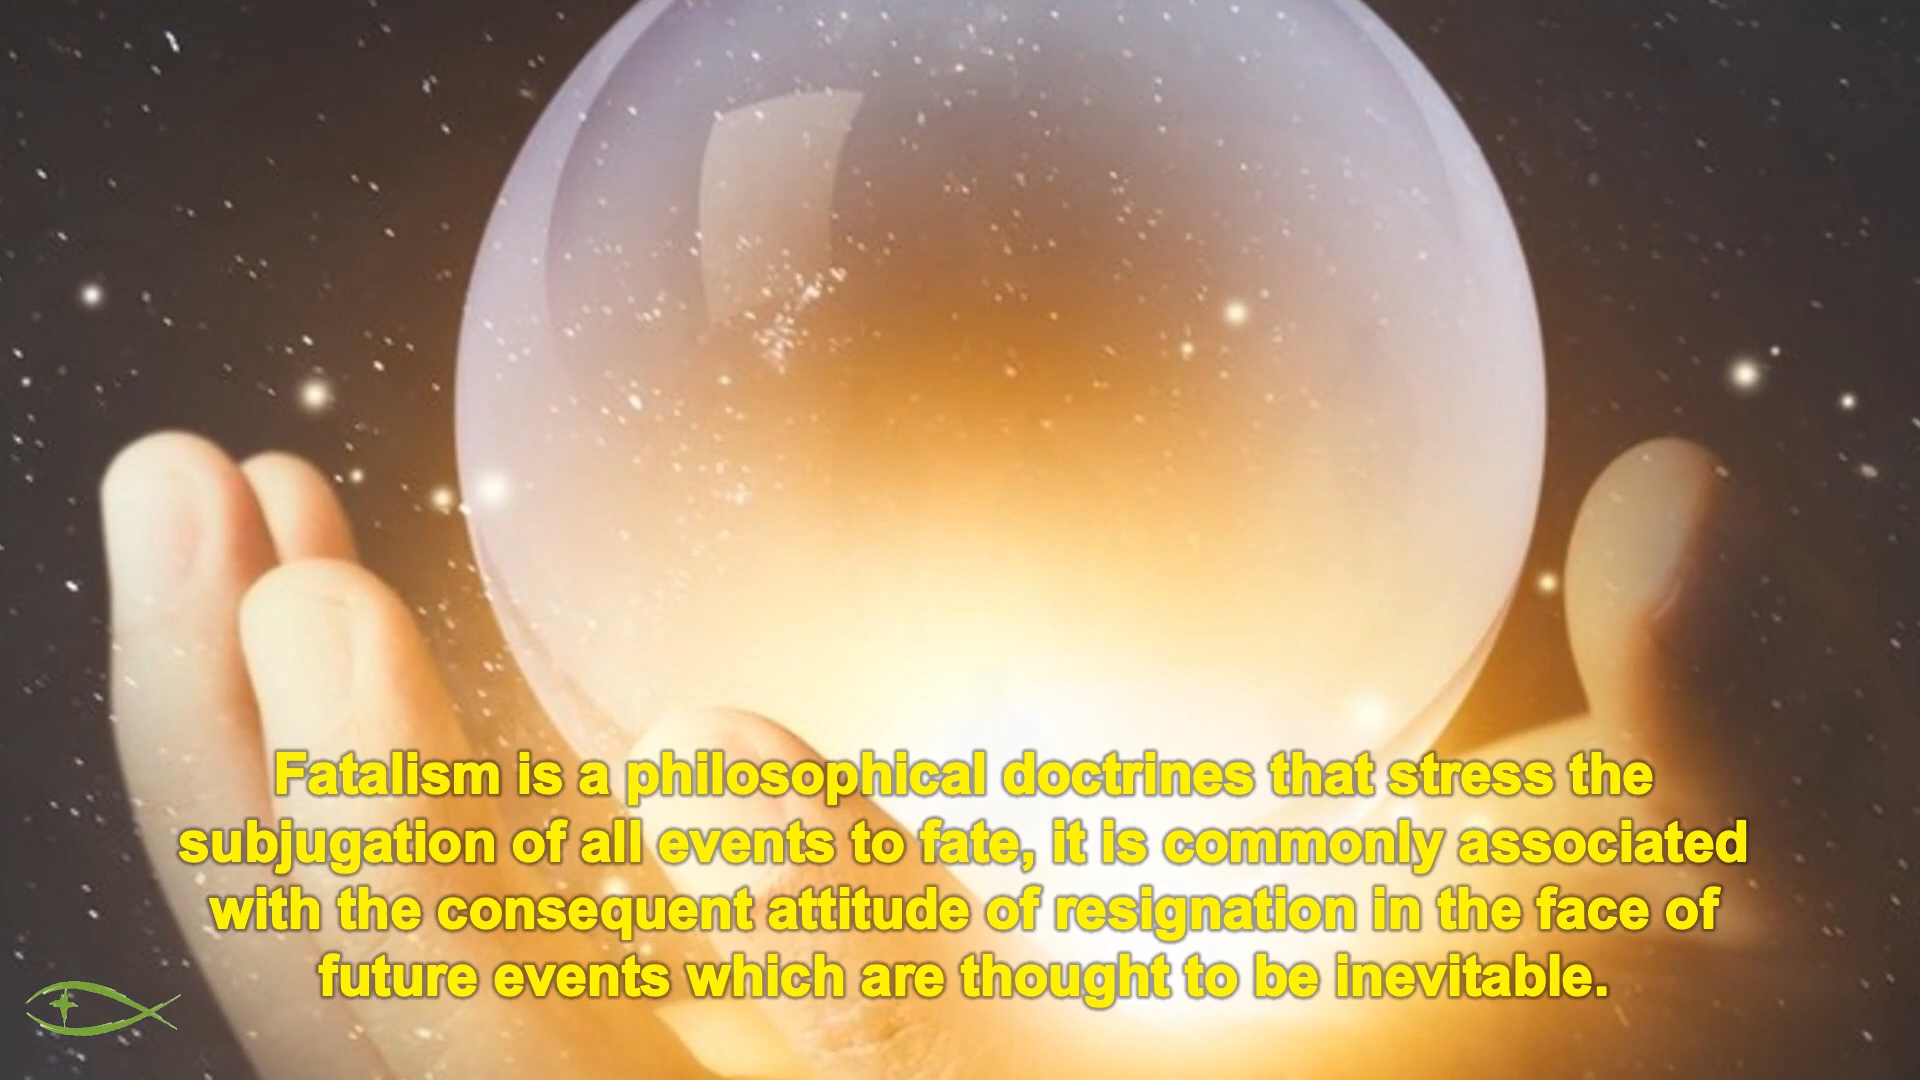 Fatalism is a philosophical doctrines that stress the
subjugation of all events to fate, it is commonly associated
with the consequent attitude of resignation in the face of
future events which are thought to be inevitable.